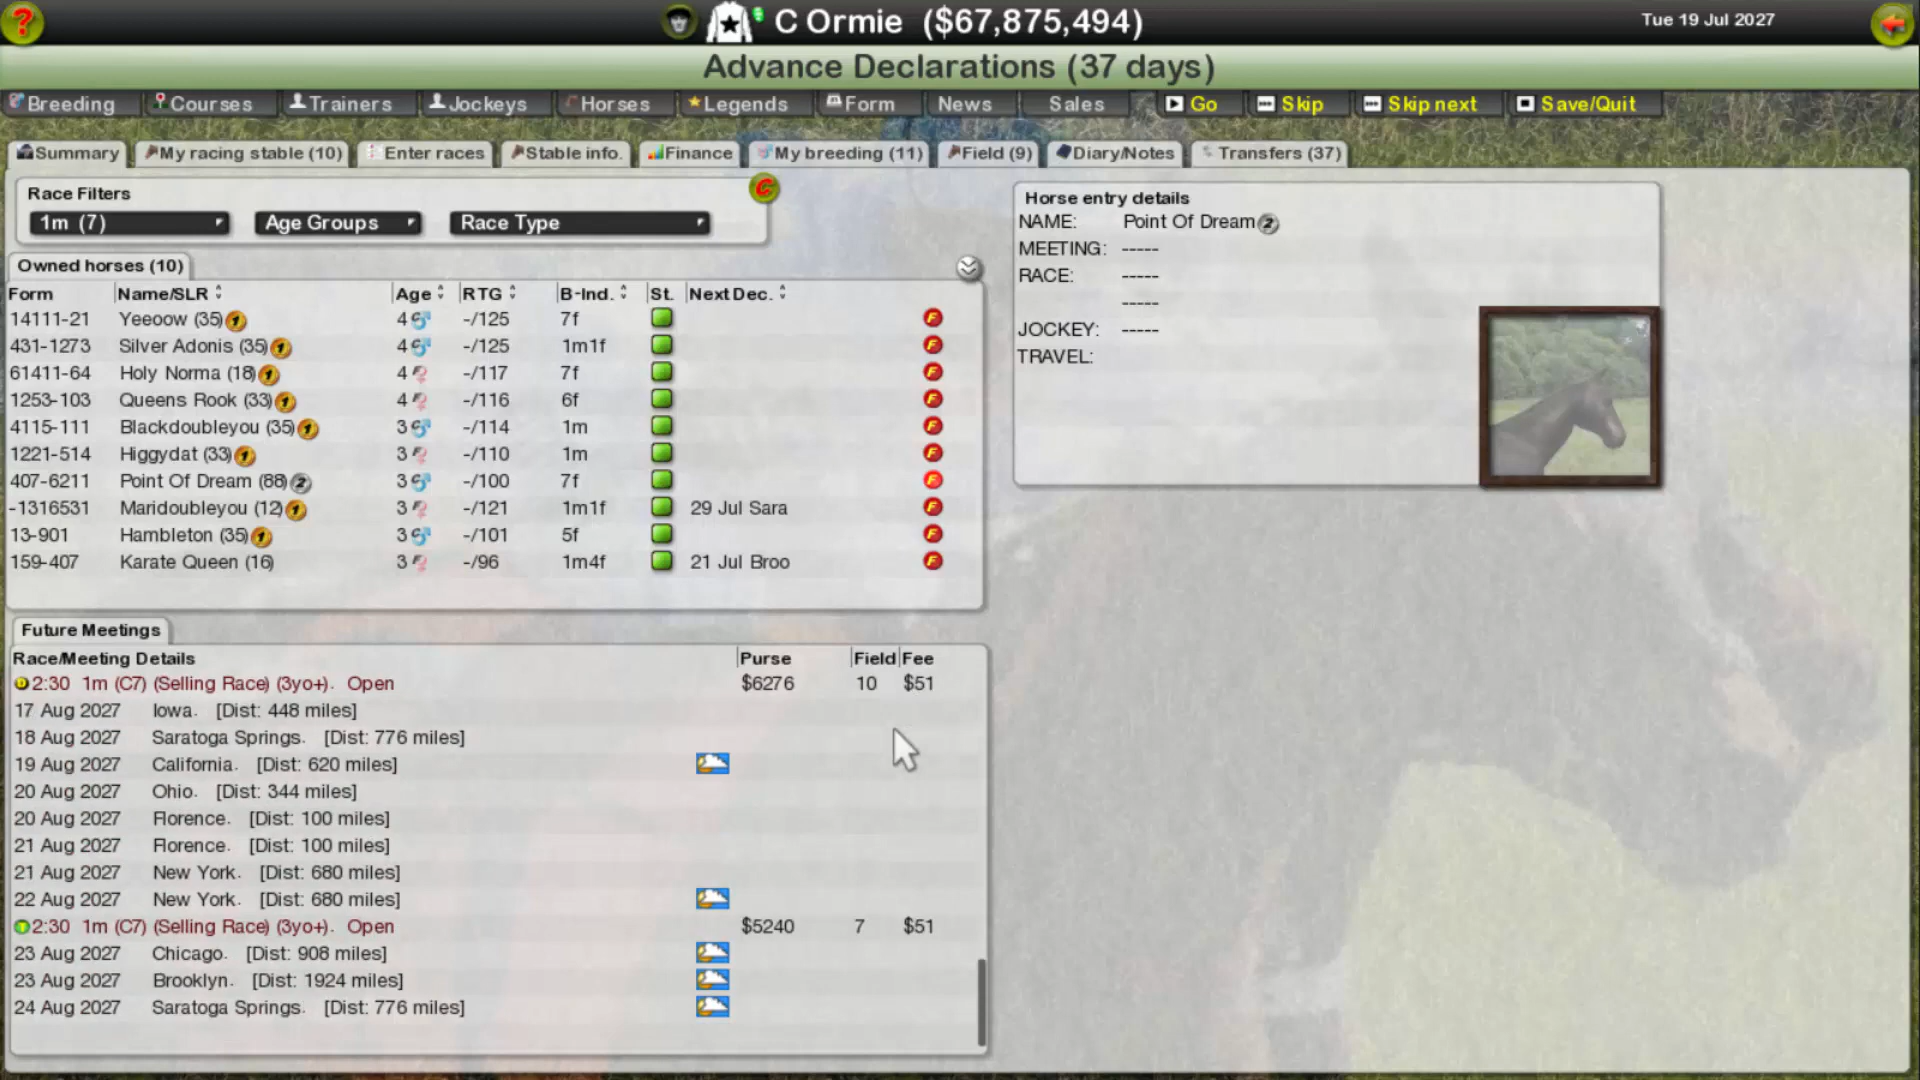 C Ormie ($67,875,494)
Tue 19 Jul 2027
Advance Declarations (37 days)
Breeding Courses Trainers Jockeys Horses Legends Form News Sales Go Skip Skip next Save/Quit
Summary My racing stable (10) Enter races Stable info. Finance My breeding (11) Field (9) Diary/Notes Transfers (37)
Race Filters
1m (7) Age Groups Race Type
Horse entry details
NAME: Point Of Dream 2
MEETING: -----
RACE: -----
-----
JOCKEY: -----
TRAVEL:
Owned horses (10)
Form Name/SLR Age RTG B-Ind. St. Next Dec.
14111-21 Yeeoow (35) 1 4 -/125 7f F
431-1273 Silver Adonis (35) 1 4 -/125 1m1f F
61411-64 Holy Norma (18) 1 4 -/117 7f F
1253-103 Queens Rook (33) 1 4 -/116 6f F
4115-111 Blackdoubleyou (35) 1 3 -/114 1m F
1221-514 Higgydat (33) 1 3 -/110 1m F
407-6211 Point Of Dream (88) 2 3 -/100 7f F
-1316531 Maridoubleyou (12) 1 3 -/121 1m1f 29 Jul Sara F
13-901 Hambleton (35) 1 3 -/101 5f F
159-407 Karate Queen (16) 3 -/96 1m4f 21 Jul Broo F
Future Meetings
Race/Meeting Details Purse Field Fee
D 2:30 1m (C7) (Selling Race) (3yo+). Open $6276 10 $51
17 Aug 2027 Iowa. [Dist: 448 miles]
18 Aug 2027 Saratoga Springs. [Dist: 776 miles]
19 Aug 2027 California. [Dist: 620 miles]
20 Aug 2027 Ohio. [Dist: 344 miles]
20 Aug 2027 Florence. [Dist: 100 miles]
21 Aug 2027 Florence. [Dist: 100 miles]
21 Aug 2027 New York. [Dist: 680 miles]
22 Aug 2027 New York. [Dist: 680 miles]
T 2:30 1m (C7) (Selling Race) (3yo+). Open $5240 7 $51
23 Aug 2027 Chicago. [Dist: 908 miles]
23 Aug 2027 Brooklyn. [Dist: 1924 miles]
24 Aug 2027 Saratoga Springs. [Dist: 776 miles]